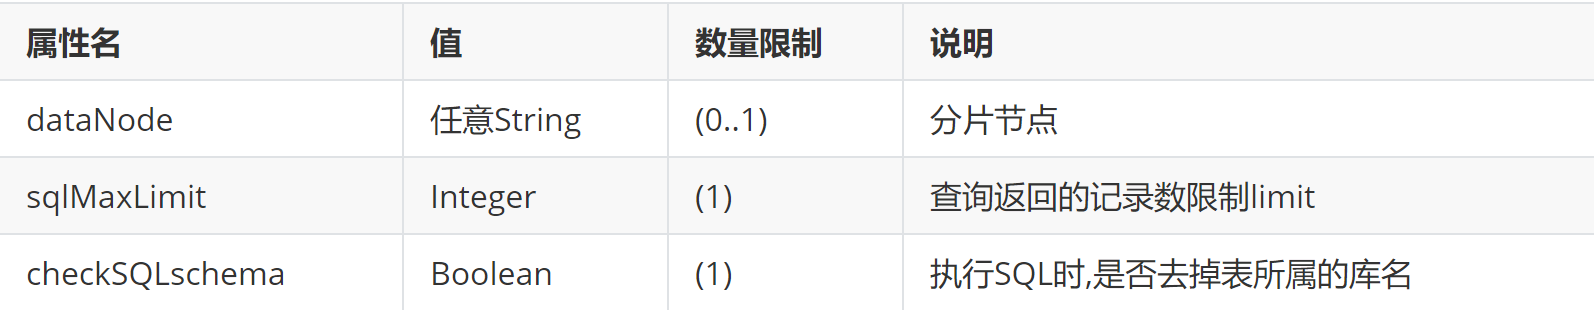 属性名 值 数量限制 说明
dataNode 任意String (0..1) 分片节点
sqlMaxLimit Integer (1) 查询返回的记录数限制limit
checkSQLschema Boolean (1) 执行SQL时,是否去掉表所属的库名